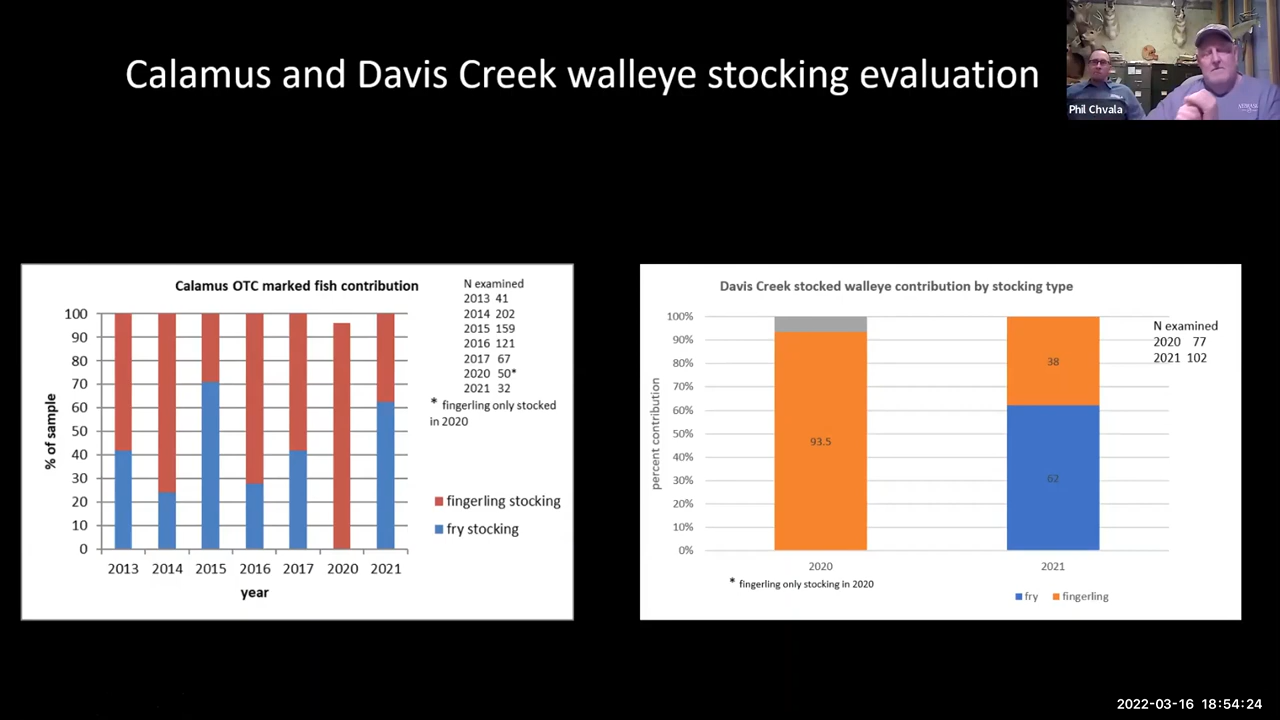 Calamus and Davis Creek walleye stocking evaluation
Phil Chvala
Calamus OTC marked fish contribution
N examined
2013 41
2014 202
2015 159
2016 121
2017 67
2020 50*
2021 32
* fingerling only stocked
in 2020
% of sample
100
90
80
70
60
50
40
30
20
10
0
2013 2014 2015 2016 2017 2020 2021
year
fingerling stocking
fry stocking
Davis Creek stocked walleye contribution by stocking type
N examined
2020 77
2021 102
percent contribution
100%
90%
80%
70%
60%
50%
40%
30%
20%
10%
0%
93.5
38
62
2020 2021
* fingerling only stocking in 2020
fry fingerling
2022-03-16 18:54:24